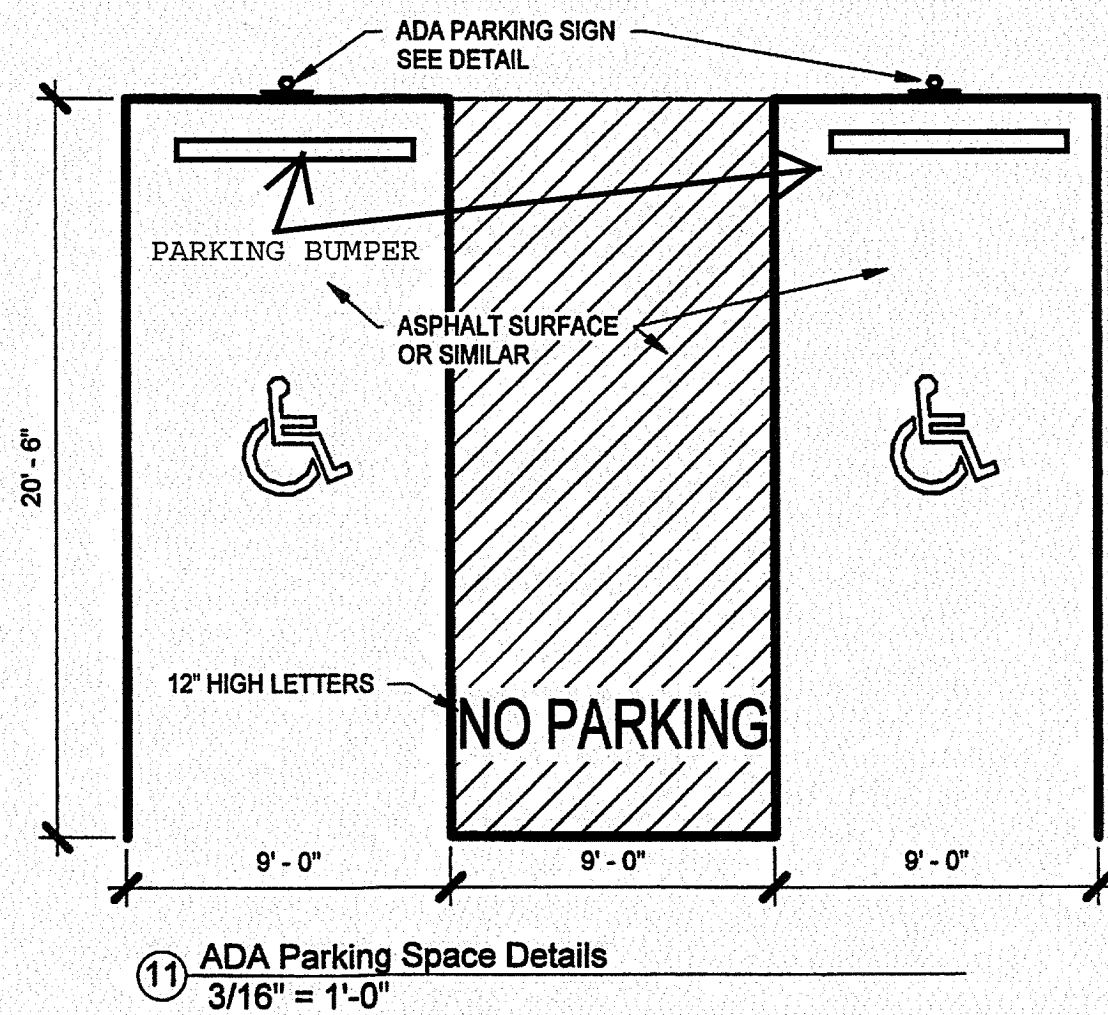 ADA PARKING SIGN
SEE DETAIL
PARKING BUMPER
ASPHALT SURFACE
OR SIMILAR
20' - 6"
12" HIGH LETTERS
NO PARKING
9' - 0"
9' - 0"
9' - 0"
11
ADA Parking Space Details
3/16" = 1'-0"